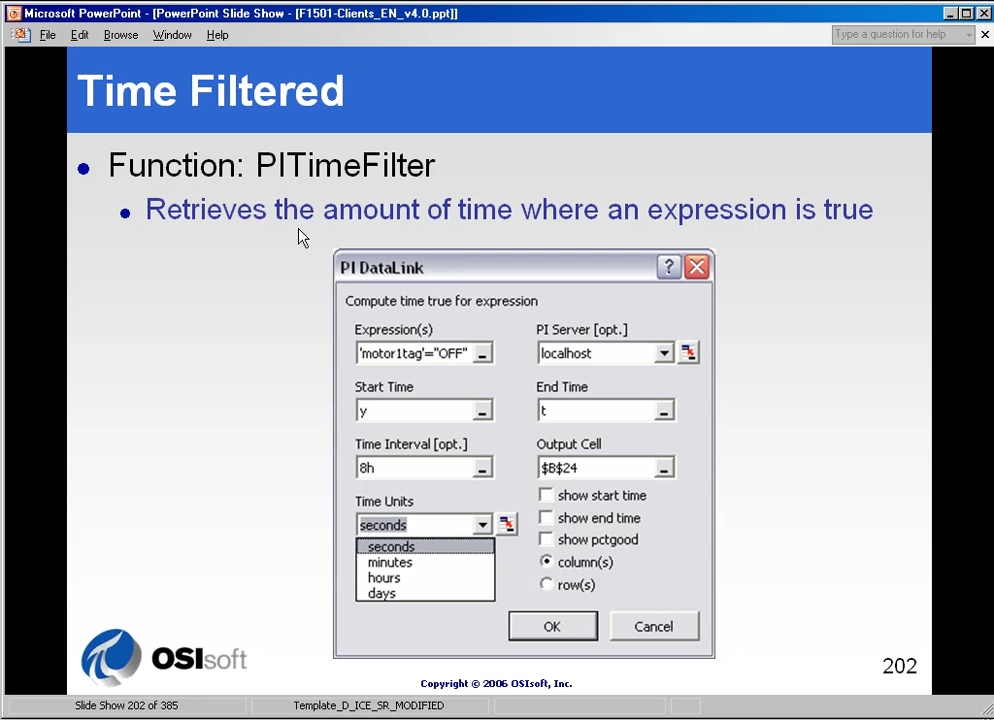 Microsoft PowerPoint - [PowerPoint Slide Show - [F1501-Clients_EN_v4.0.ppt]]
File Edit Browse Window Help
Type a question for help
Time Filtered
Function: PITimeFilter
Retrieves the amount of time where an expression is true
PI DataLink
Compute time true for expression
Expression(s)
PI Server [opt.]
'motor1tag'="OFF"
localhost
Start Time
End Time
y
t
Time Interval [opt.]
Output Cell
8h
$B$24
Time Units
show start time
seconds
show end time
seconds
show pctgood
minutes
column(s)
hours
row(s)
days
OK
Cancel
OSIsoft
202
Copyright © 2006 OSIsoft, Inc.
Slide Show 202 of 385
Template_D_ICE_SR_MODIFIED